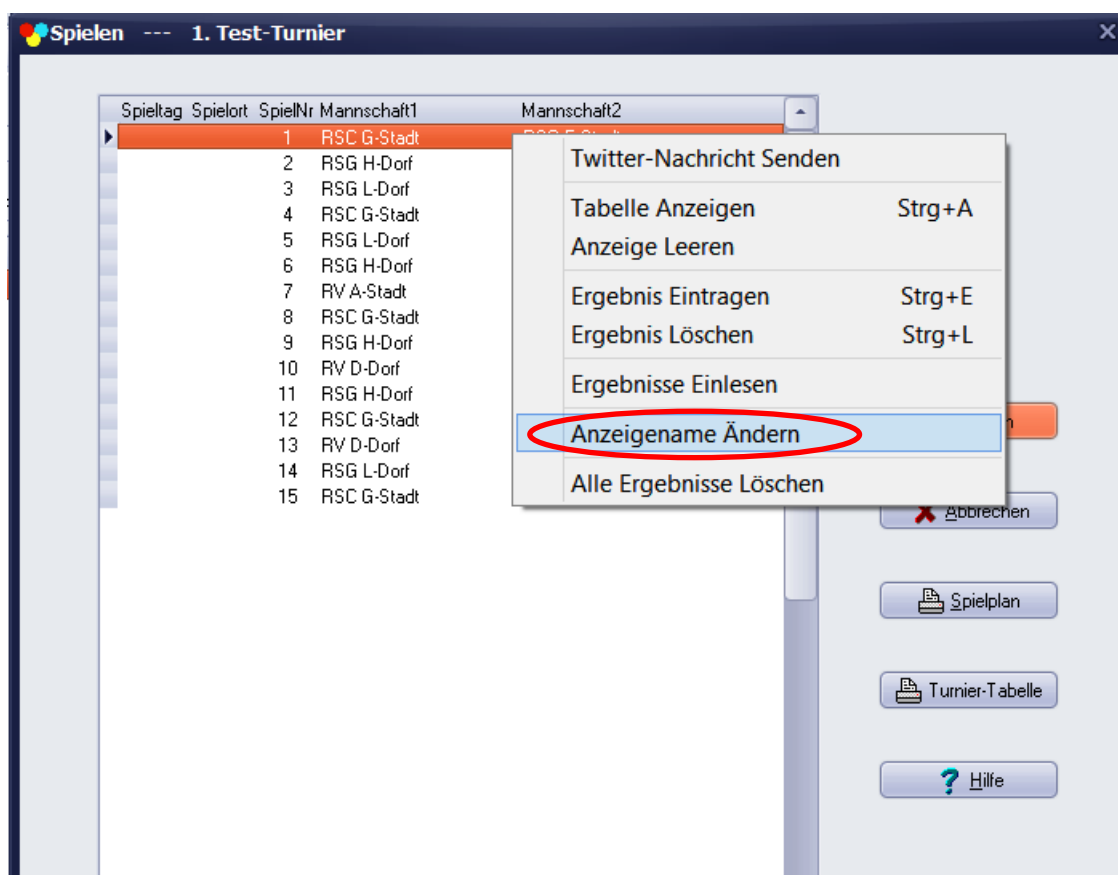 Spielen --- 1. Test-Turnier
Spieltag Spielort SpielNr Mannschaft1 Mannschaft2
1 RSC G-Stadt
2 RSG H-Dorf
3 RSG L-Dorf
4 RSC G-Stadt
5 RSG L-Dorf
6 RSG H-Dorf
7 RV A-Stadt
8 RSC G-Stadt
9 RSG H-Dorf
10 RV D-Dorf
11 RSG H-Dorf
12 RSC G-Stadt
13 RV D-Dorf
14 RSG L-Dorf
15 RSC G-Stadt
Twitter-Nachricht Senden
Tabelle Anzeigen Strg+A
Anzeige Leeren
Ergebnis Eintragen Strg+E
Ergebnis Löschen Strg+L
Ergebnisse Einlesen
Anzeigename Ändern
Alle Ergebnisse Löschen
Abbrechen
Spielplan
Turnier-Tabelle
Hilfe